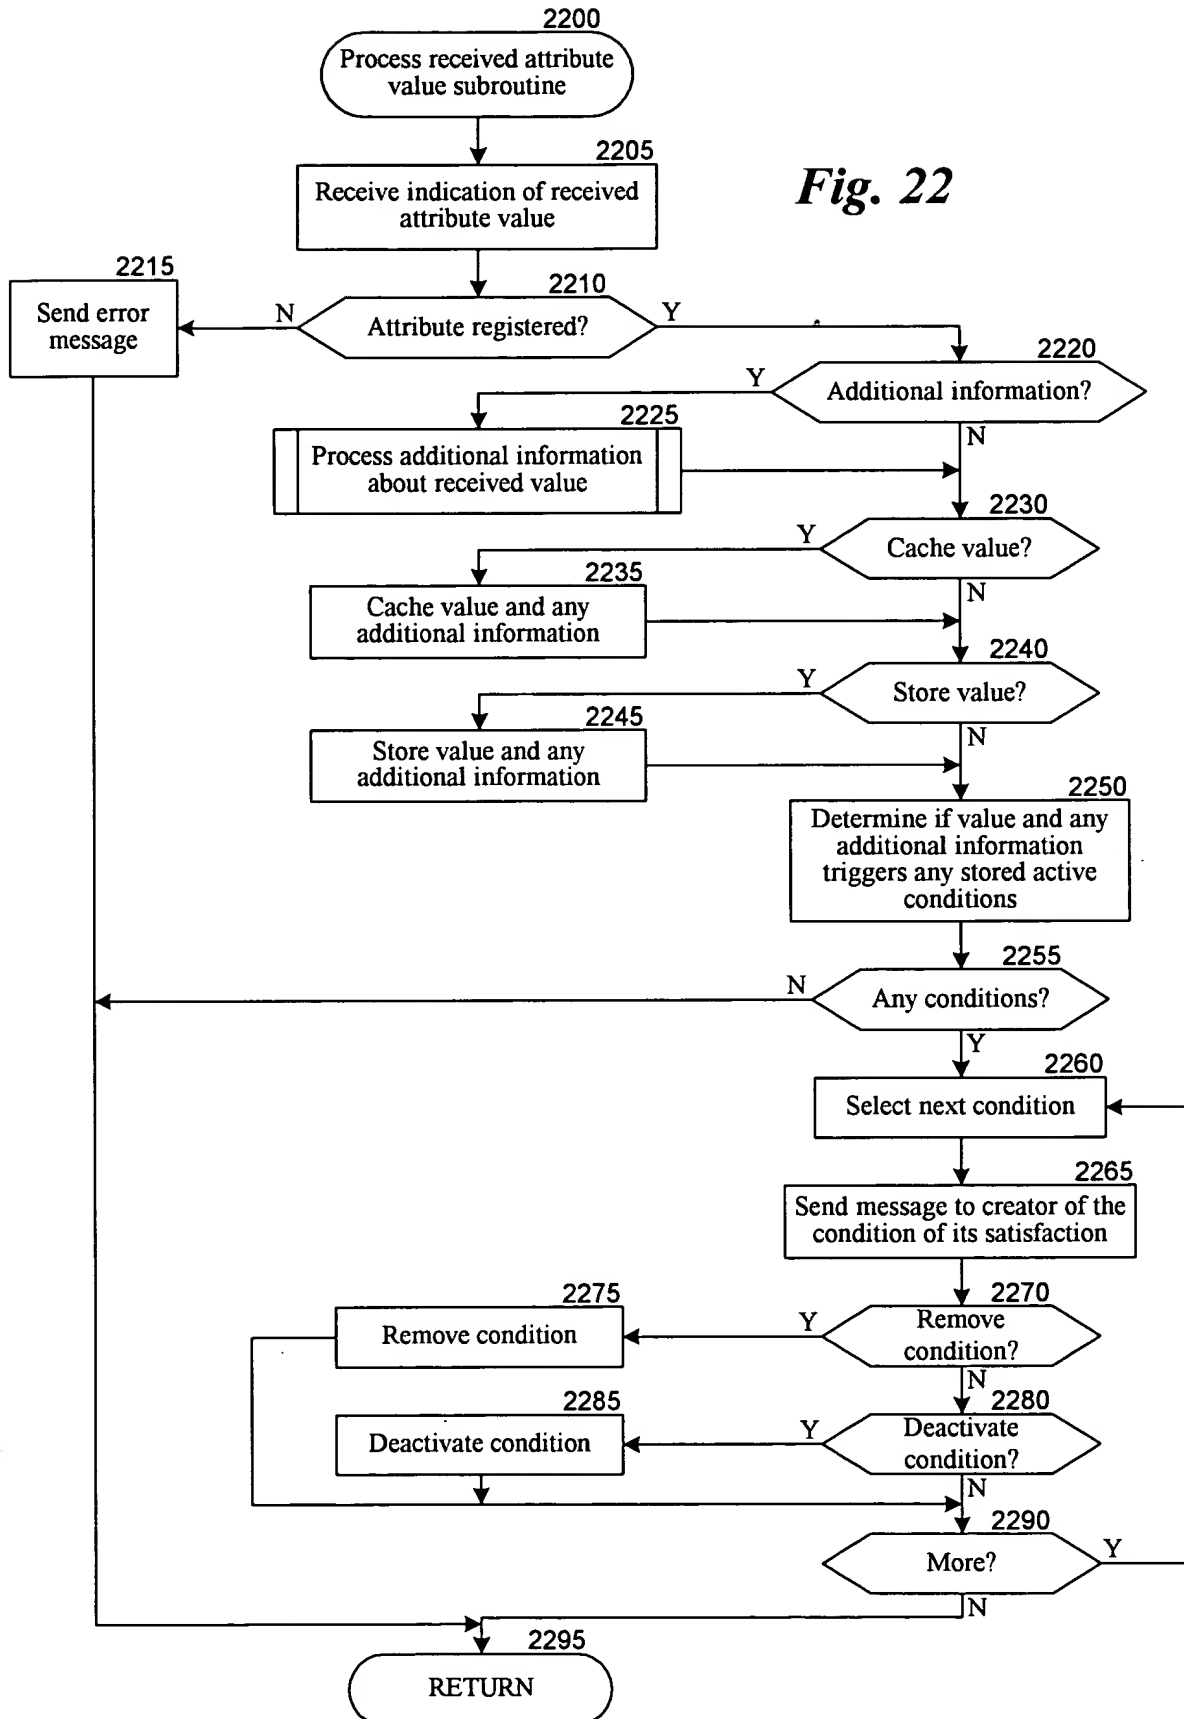 2200
Process received attribute
value subroutine
2205
Receive indication of received
attribute value
Fig. 22
2210
Attribute registered?
N
Y
2215
Send error
message
2220
Additional information?
Y
N
2225
Process additional information
about received value
2230
Cache value?
Y
N
2235
Cache value and any
additional information
2240
Store value?
Y
N
2245
Store value and any
additional information
2250
Determine if value and any
additional information
triggers any stored active
conditions
2255
Any conditions?
N
Y
2260
Select next condition
2265
Send message to creator of the
condition of its satisfaction
2270
Remove
condition?
Y
N
2275
Remove condition
2280
Deactivate
condition?
Y
N
2285
Deactivate condition
2290
More?
Y
N
2295
RETURN